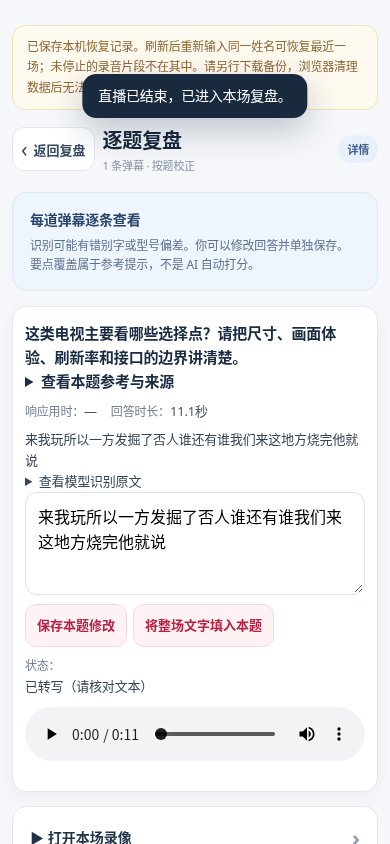 已保存本机恢复记录。刷新后重新输入同一姓名可恢复最近一
场；未停止的录音片段不在其中。请另行下载备份，浏览器清理
数据后无法
直播已结束，已进入本场复盘。
‹ 返回复盘
逐题复盘
1 条弹幕 · 按题校正
详情
每道弹幕逐条查看
识别可能有错别字或型号偏差。你可以修改回答并单独保存。
要点覆盖属于参考提示，不是 AI 自动打分。
这类电视主要看哪些选择点？请把尺寸、画面体
验、刷新率和接口的边界讲清楚。
▶ 查看本题参考与来源
响应用时：— 回答时长：11.1秒
来我玩所以一方发掘了否人谁还有谁我们来这地方烧完他就
说
▶ 查看模型识别原文
来我玩所以一方发掘了否人谁还有谁我们来
这地方烧完他就说
保存本题修改
将整场文字填入本题
状态：
已转写（请核对文本）
0:00 / 0:11
▶ 打开本场录像 ›